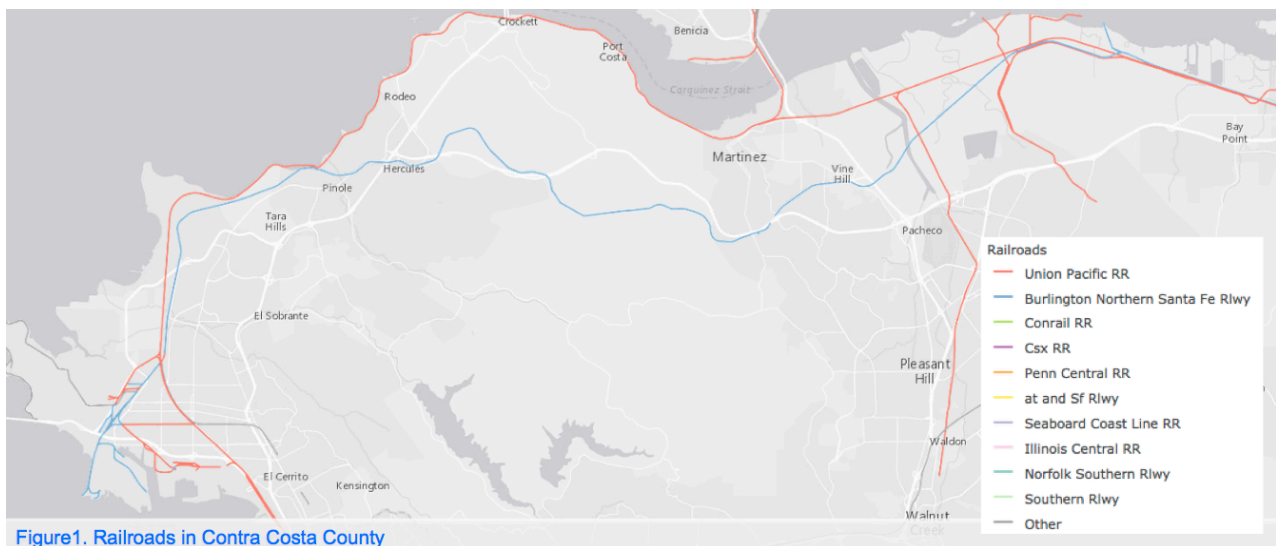 Crockett
Benicia
Port
Costa
Carquinez Strait
Rodeo
Bay
Point
Martinez
Hercules
Vine
Hill
Pinole
Tara
Hills
Pacheco
El Sobrante
Pleasant
Hill
Waldon
El Cerrito
Kensington
Walnut
Creek
Railroads
Union Pacific RR
Burlington Northern Santa Fe Rlwy
Conrail RR
Csx RR
Penn Central RR
at and Sf Rlwy
Seaboard Coast Line RR
Illinois Central RR
Norfolk Southern Rlwy
Southern Rlwy
Other
Figure1. Railroads in Contra Costa County